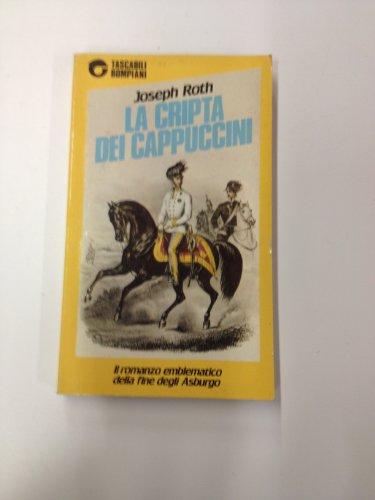 TASCABILI
BOMPIANI
Joseph Roth
LA CRIPTA
DEI CAPPUCCINI
Il romanzo emblematico
della fine degli Asburgo